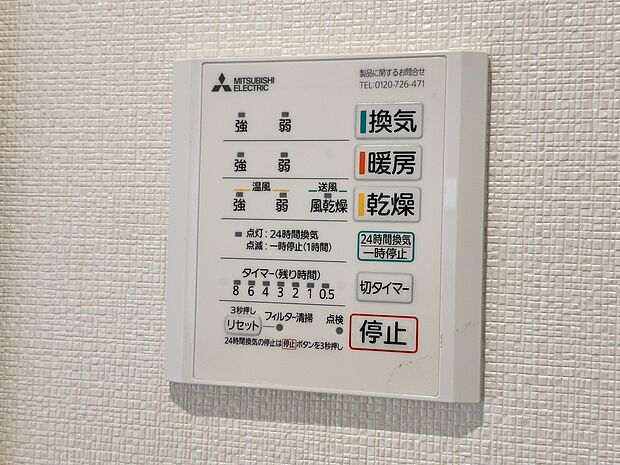 MITSUBISHI
ELECTRIC
製品に関するお問合せ
TEL:0120-726-471
強 弱 換気
強 弱 暖房
温風 送風
強 弱 風乾燥 乾燥
点灯:24時間換気
点滅:一時停止(1時間)
24時間換気
一時停止
タイマー(残り時間)
8 6 4 3 2 1 0.5
切タイマー
3秒押し
リセット フィルター清掃 点検
停止
24時間換気の停止は停止ボタンを3秒押し